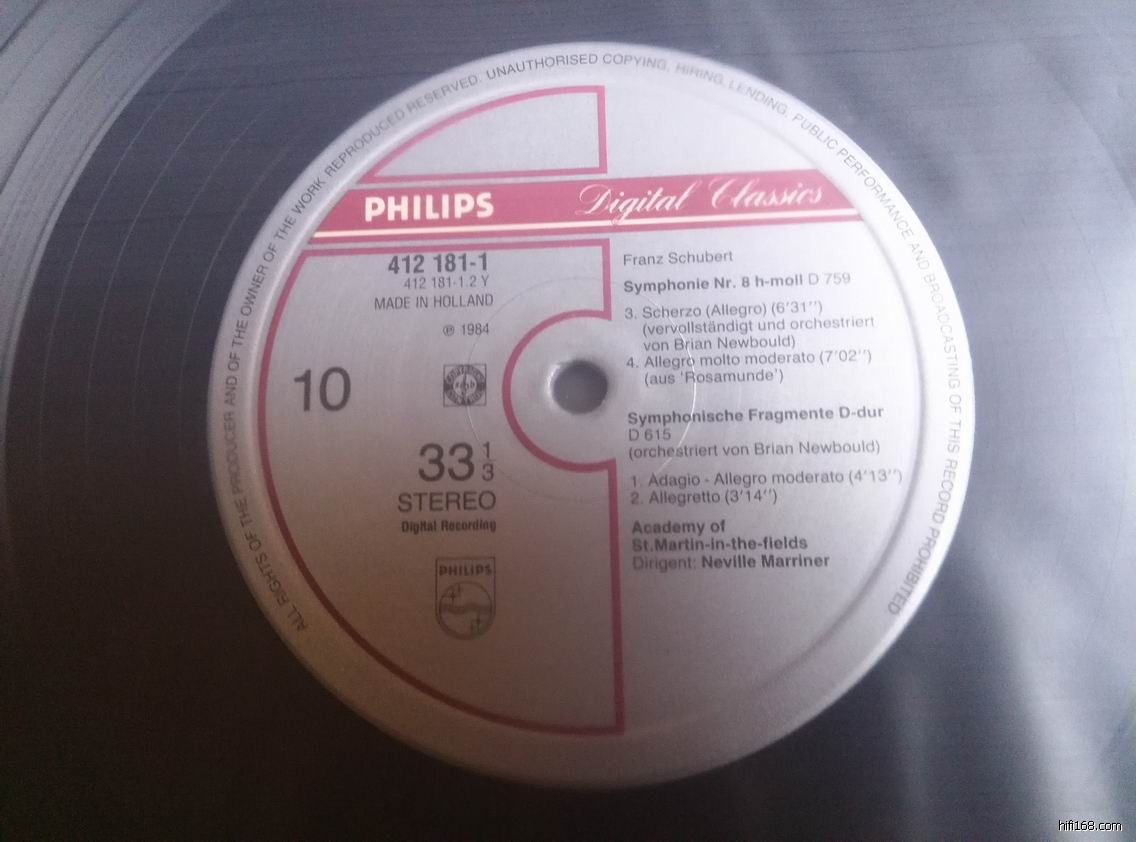 ALL RIGHTS OF THE PRODUCER AND OF THE OWNER OF THE WORK REPRODUCED RESERVED. UNAUTHORISED COPYING, HIRING, LENDING, PUBLIC PERFORMANCE AND BROADCASTING OF THIS RECORD PROHIBITED
PHILIPS Digital Classics
412 181-1
412 181-1.2 Y
MADE IN HOLLAND
℗ 1984
10
33 1/3
STEREO
Digital Recording
PHILIPS
Franz Schubert
Symphonie Nr. 8 h-moll D 759
3. Scherzo (Allegro) (6'31'')
(vervollständigt und orchestriert
von Brian Newbould)
4. Allegro molto moderato (7'02'')
(aus 'Rosamunde')
Symphonische Fragmente D-dur
D 615
(orchestriert von Brian Newbould)
1. Adagio - Allegro moderato (4'13'')
2. Allegretto (3'14'')
Academy of
St.Martin-in-the-fields
Dirigent: Neville Marriner
hifi168.com